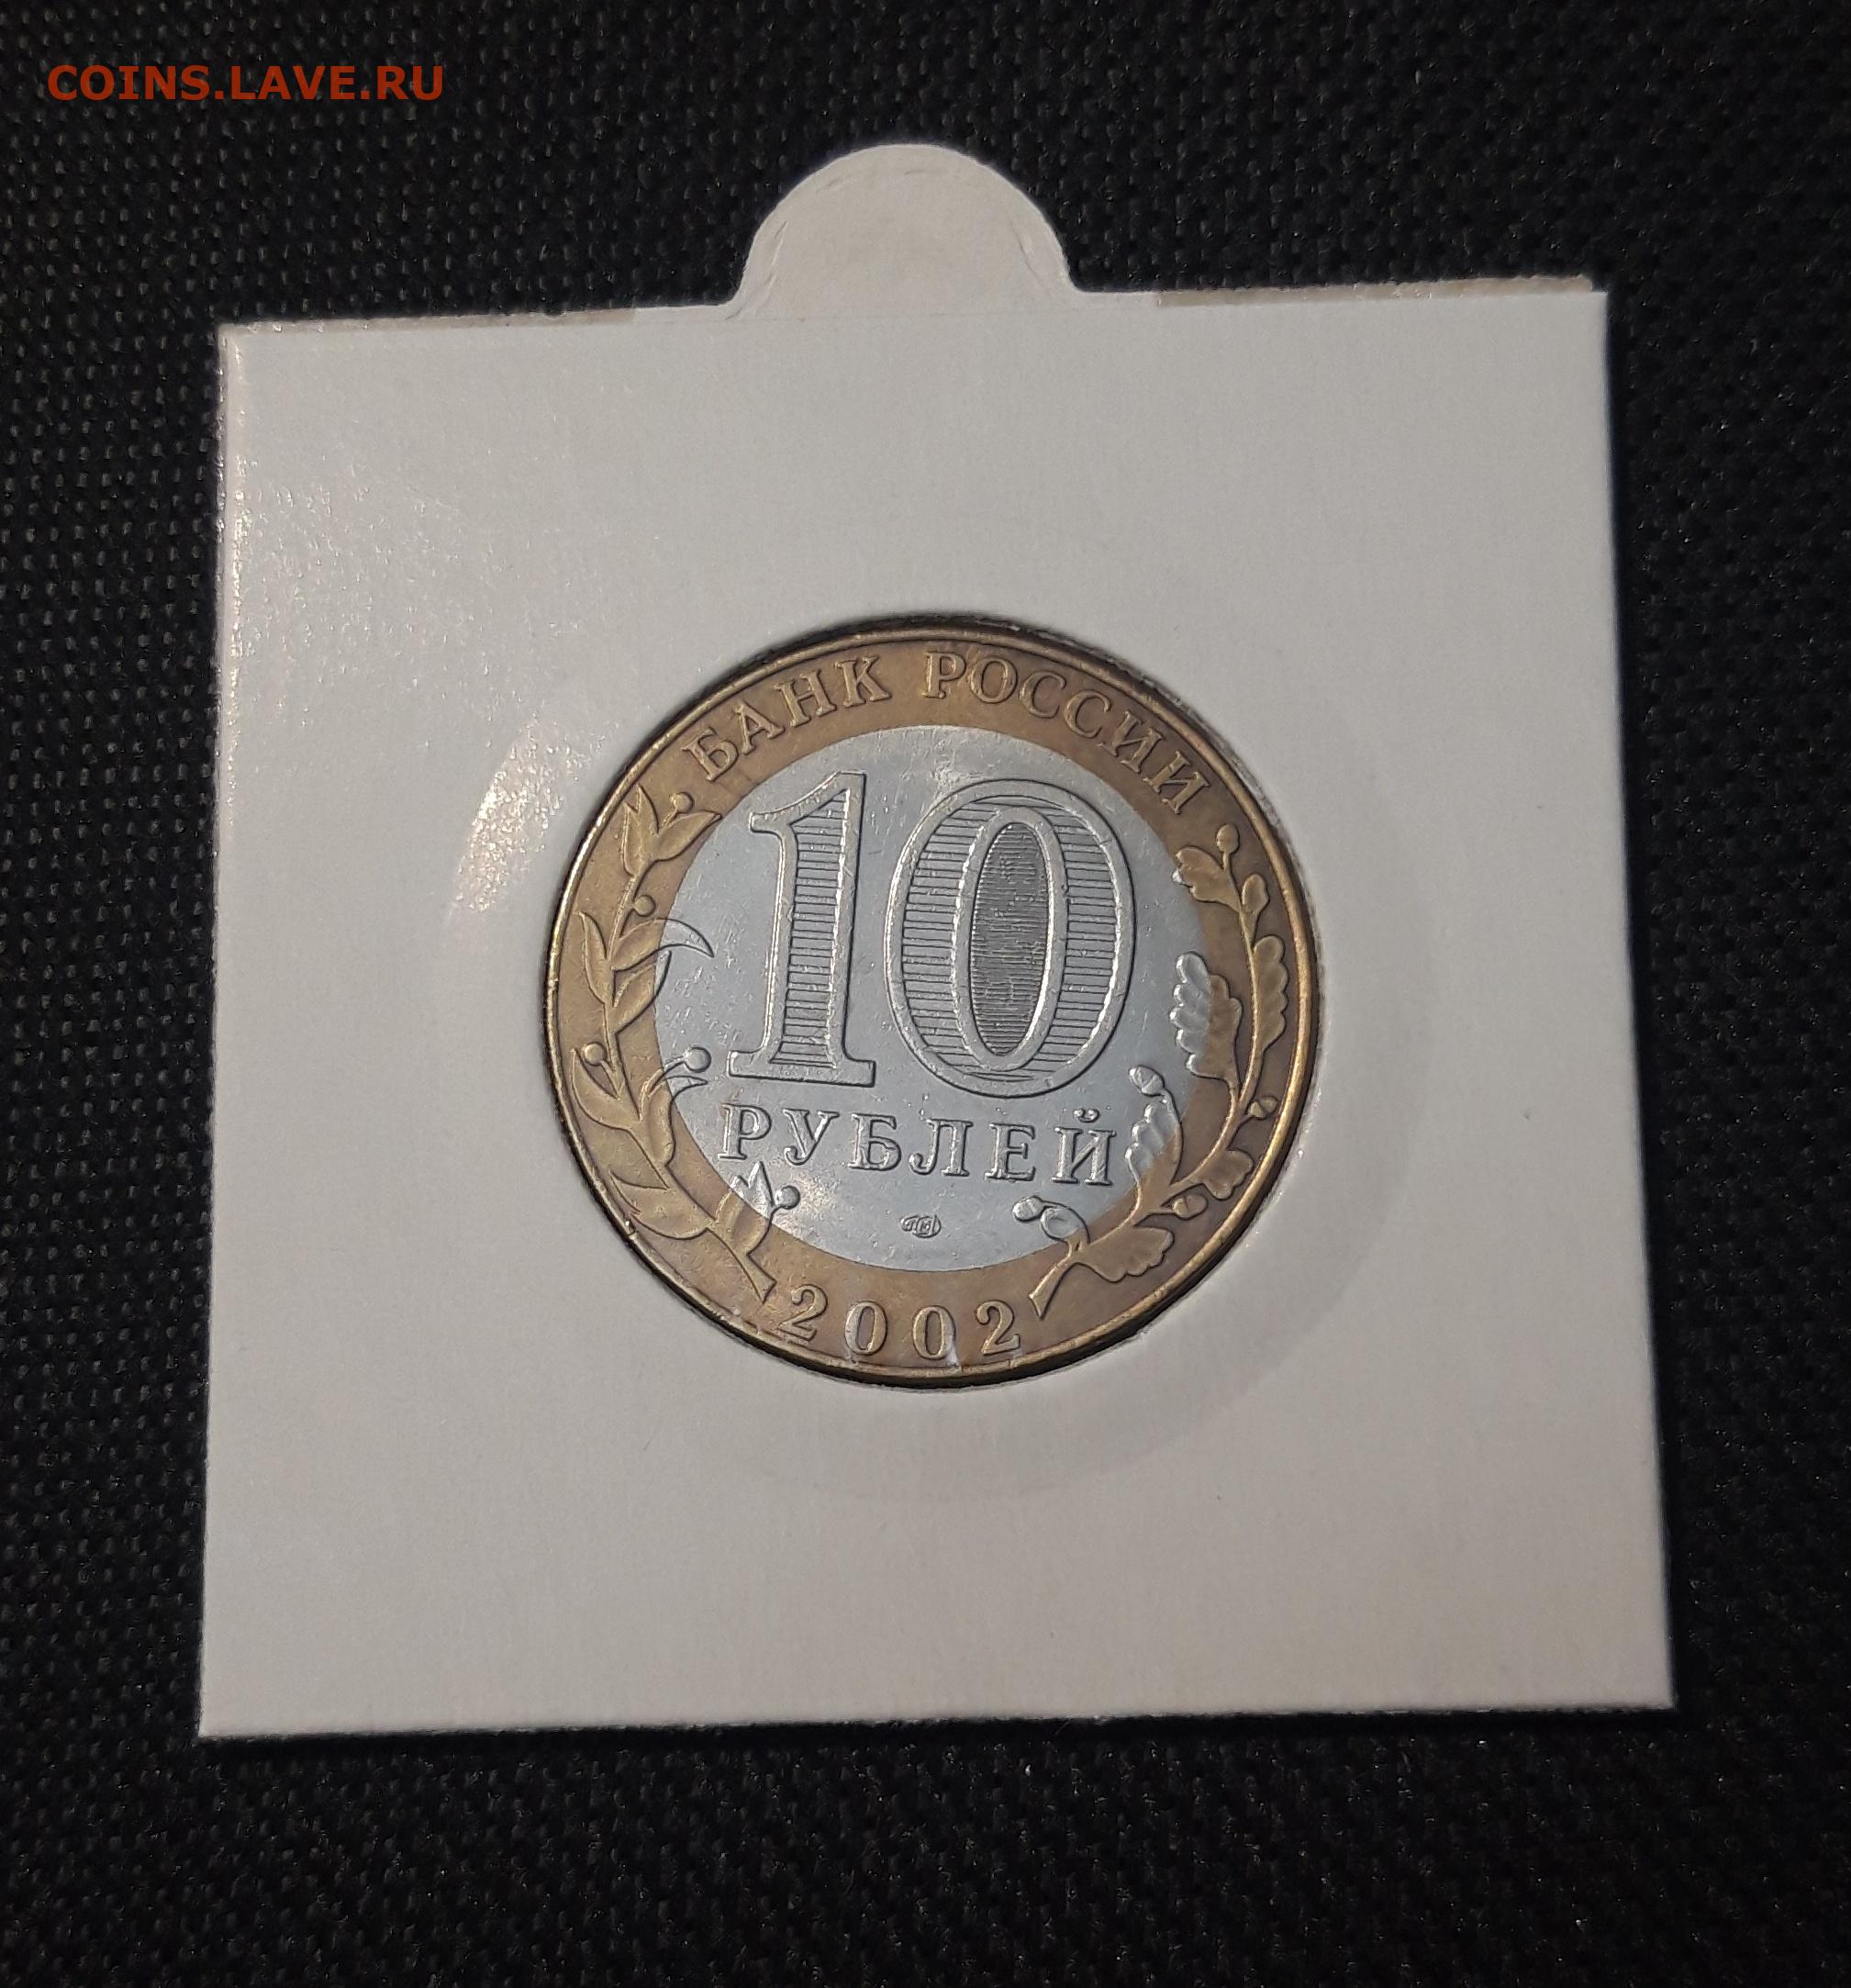 COINS.LAVE.RU
БАНК РОССИИ
10
РУБЛЕЙ
2002